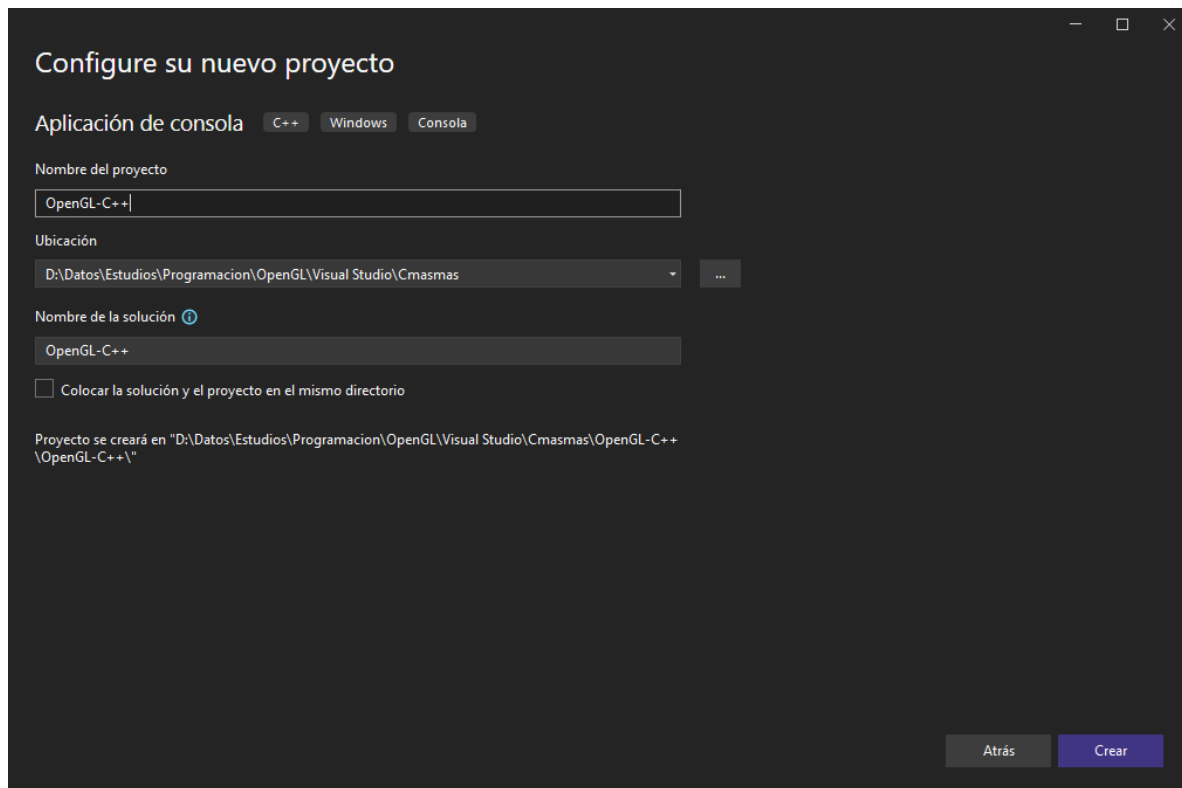 Configure su nuevo proyecto
Aplicación de consola C++ Windows Consola
Nombre del proyecto
OpenGL-C++
Ubicación
D:\Datos\Estudios\Programacion\OpenGL\Visual Studio\Cmasmas ...
Nombre de la solución
OpenGL-C++
Colocar la solución y el proyecto en el mismo directorio
Proyecto se creará en "D:\Datos\Estudios\Programacion\OpenGL\Visual Studio\Cmasmas\OpenGL-C++
\OpenGL-C++\"
Atrás Crear